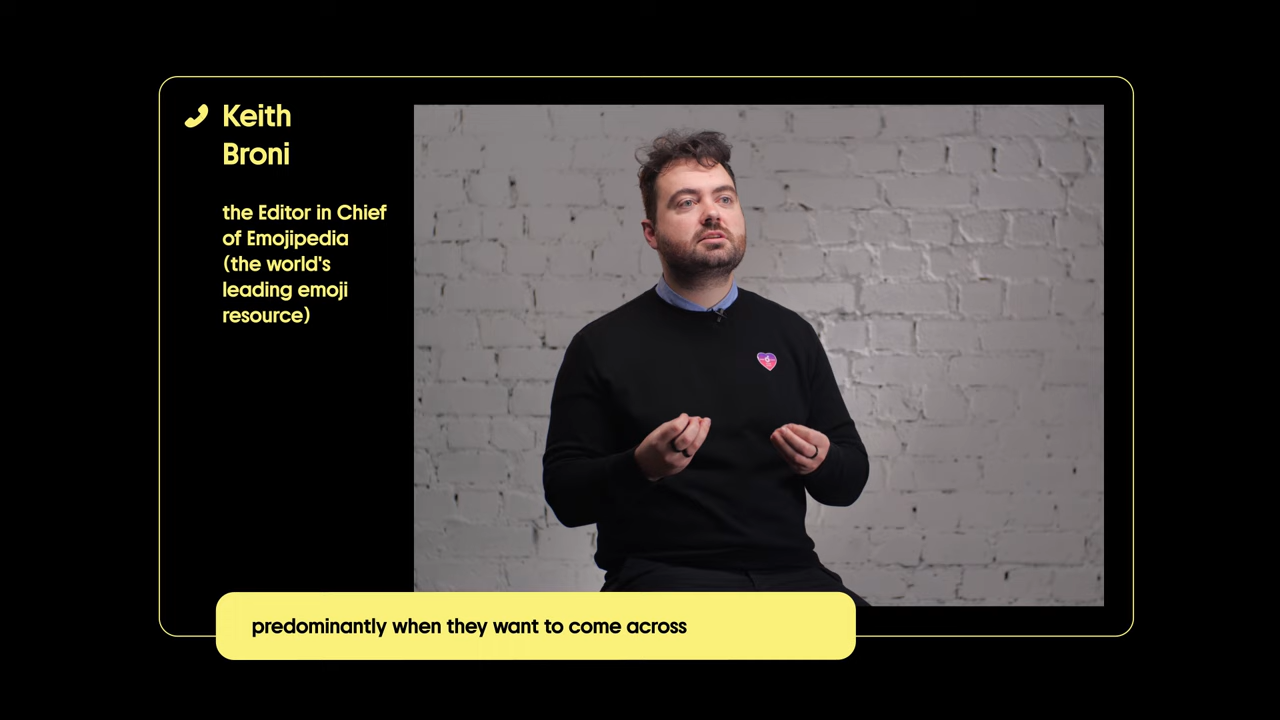 Keith
Broni
the Editor in Chief
of Emojipedia
(the world's
leading emoji
resource)
predominantly when they want to come across